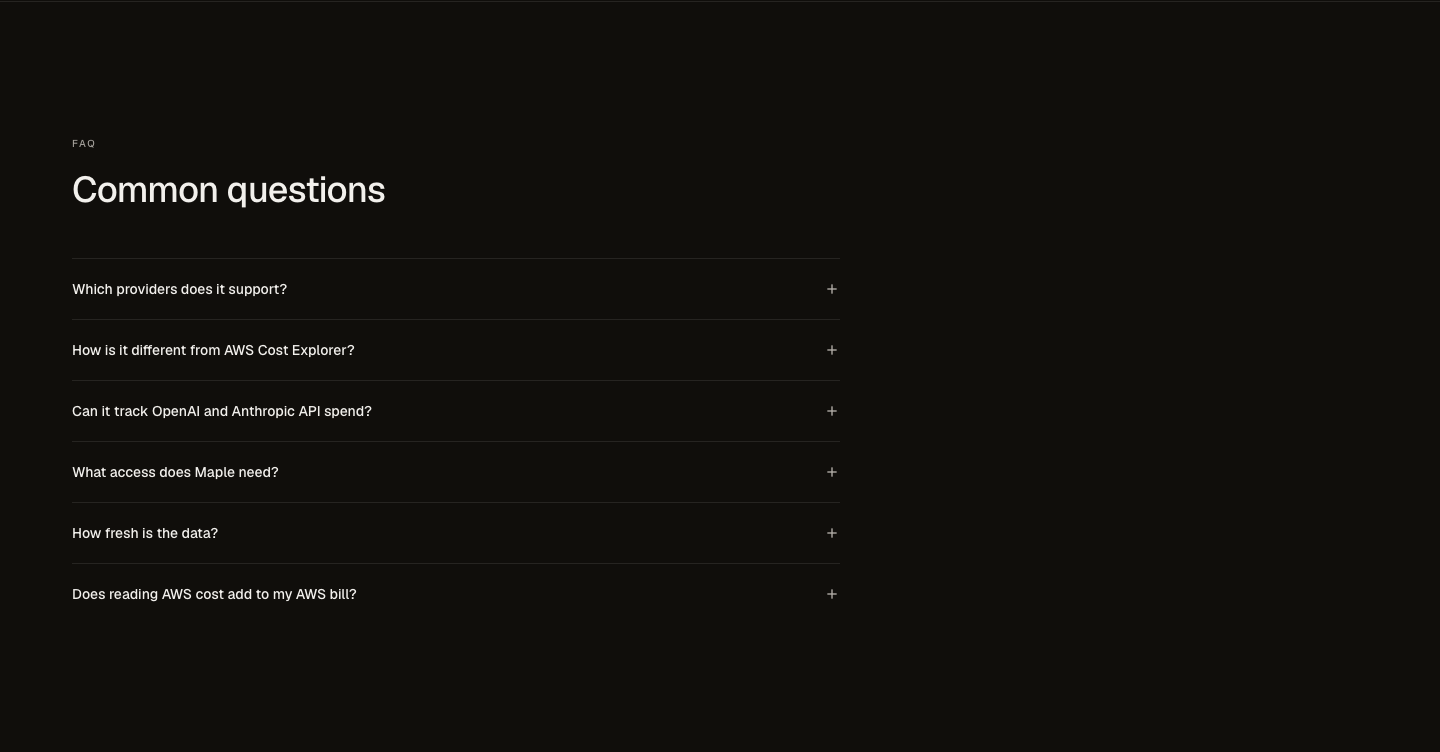 FAQ
Common questions
Which providers does it support?
How is it different from AWS Cost Explorer?
Can it track OpenAI and Anthropic API spend?
What access does Maple need?
How fresh is the data?
Does reading AWS cost add to my AWS bill?